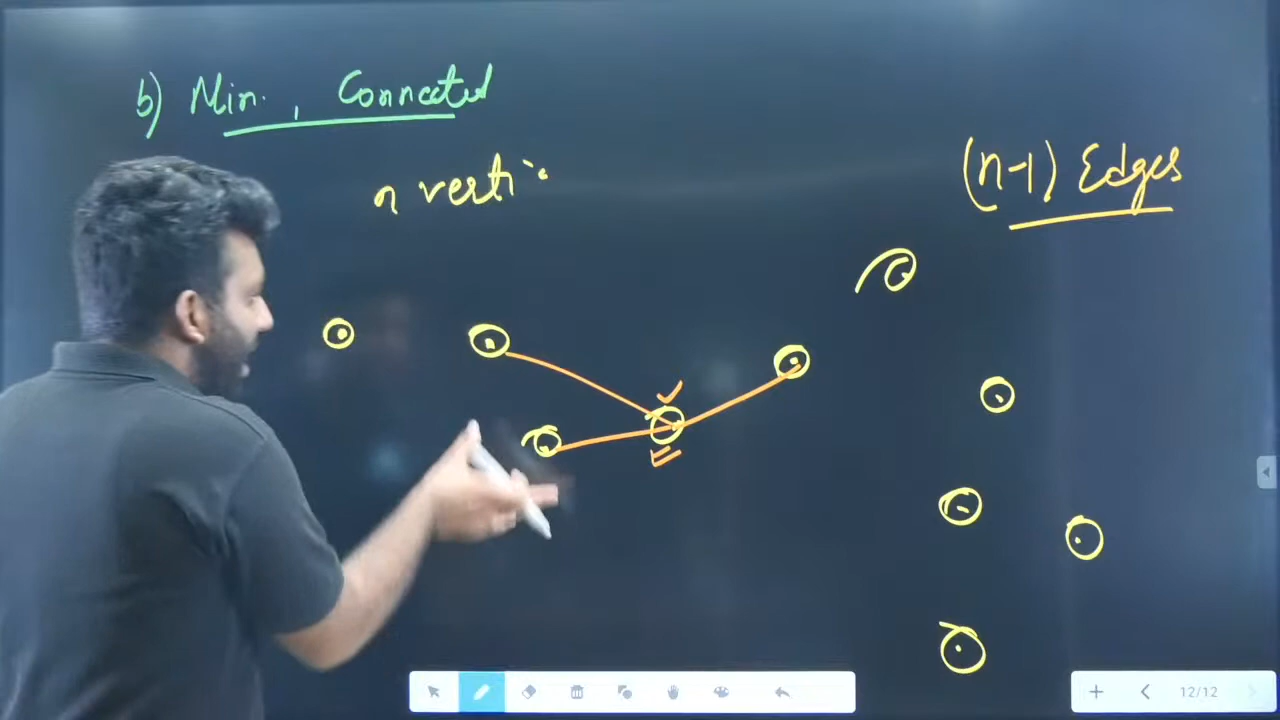 b) Min. , Connected
n verti
(n-1) Edges
12/12